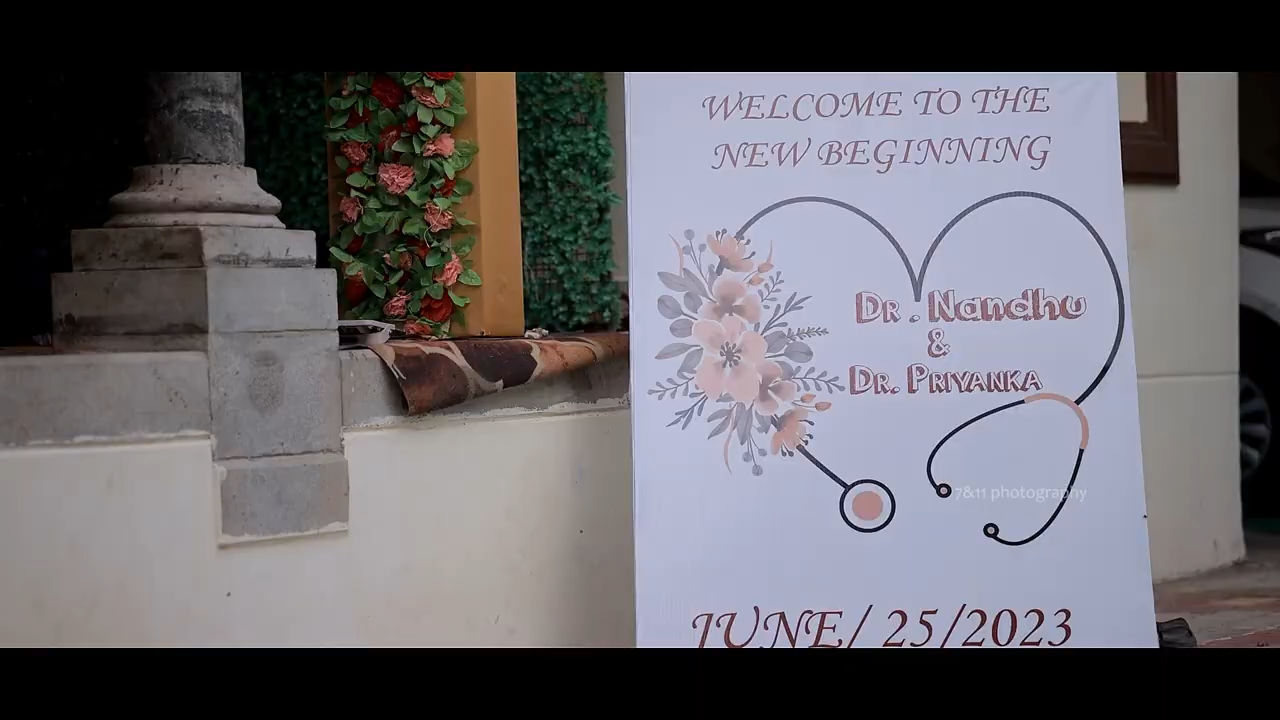 WELCOME TO THE
NEW BEGINNING
Dr. Nandhu
&
DR. PRIYANKA
7&11 photography
JUNE/ 25/2023